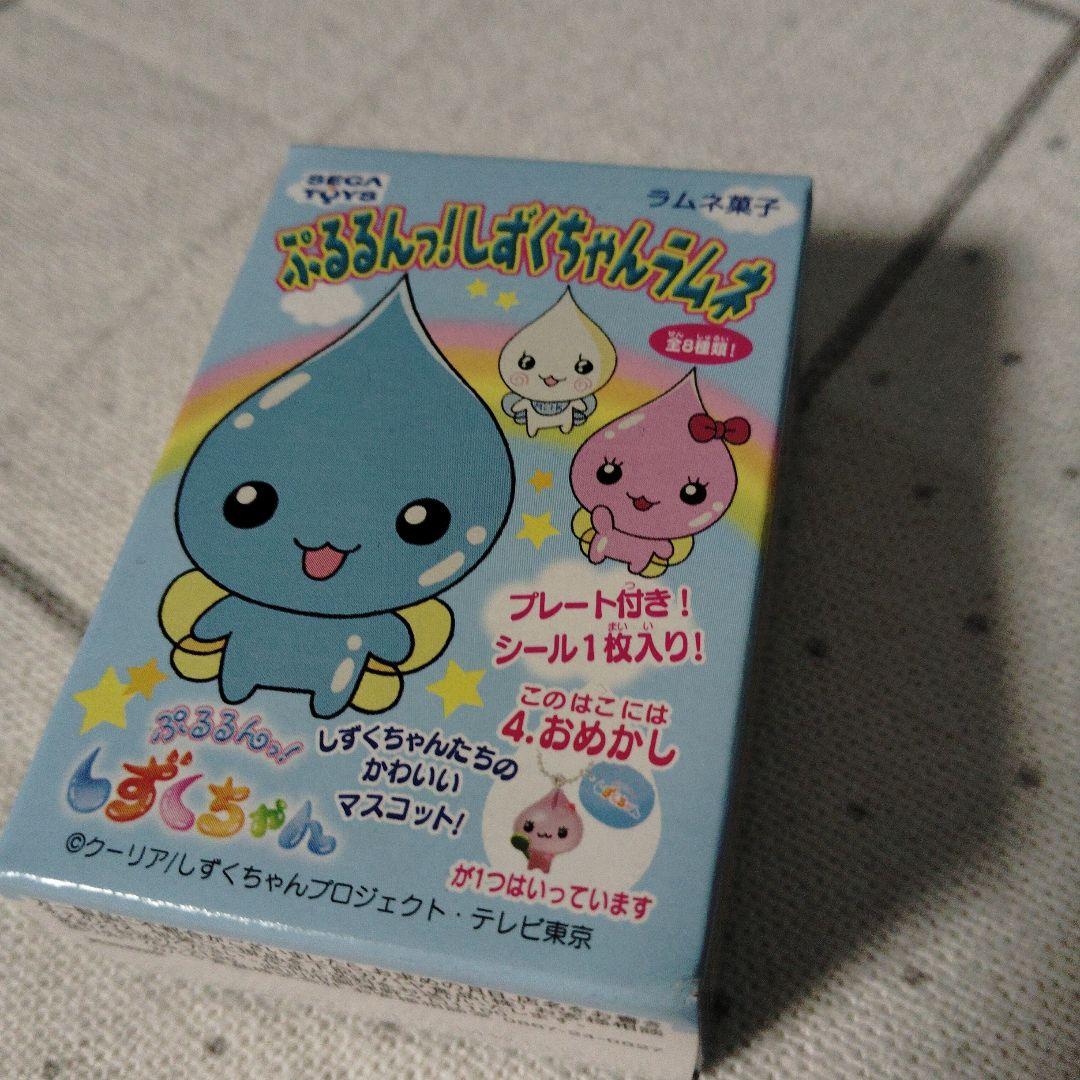 SEGA
TOYS
ラムネ菓子
ぷるるんっ!しずくちゃんラムネ
全8種類!
プレート付き!
シール1枚入り!
このはこには
4.おめかし
が1つはいっています
しずくちゃんたちの
かわいい
マスコット!
ぷるるんっ!
しずくちゃん
©クーリア/しずくちゃんプロジェクト・テレビ東京